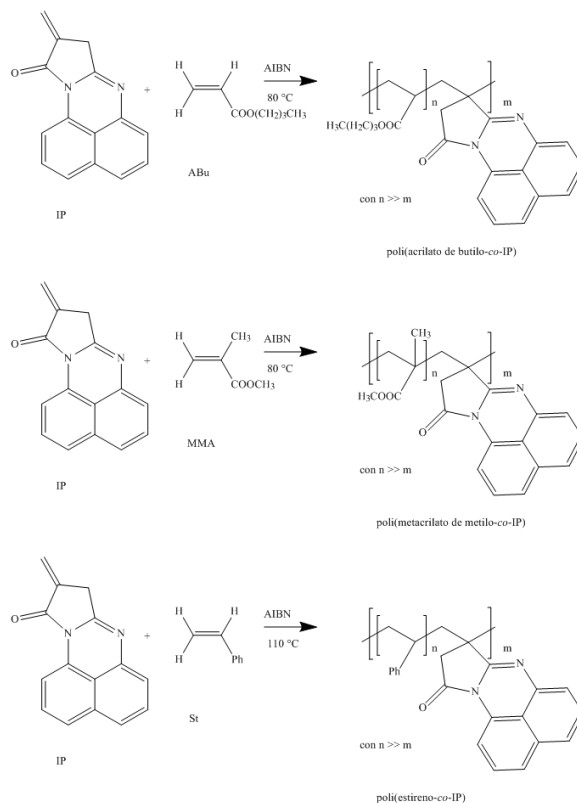 O
N
N
IP
+
H
H
H
COO(CH2)3CH3
ABu
AIBN
80 °C
n
m
H3C(H2C)3OOC
O
N
N
con n >> m
poli(acrilato de butilo-co-IP)
O
N
N
IP
+
H
H
CH3
COOCH3
MMA
AIBN
80 °C
CH3
n
m
H3COOC
O
N
N
con n >> m
poli(metacrilato de metilo-co-IP)
O
N
N
IP
+
H
H
H
Ph
St
AIBN
110 °C
n
m
Ph
O
N
N
con n >> m
poli(estireno-co-IP)